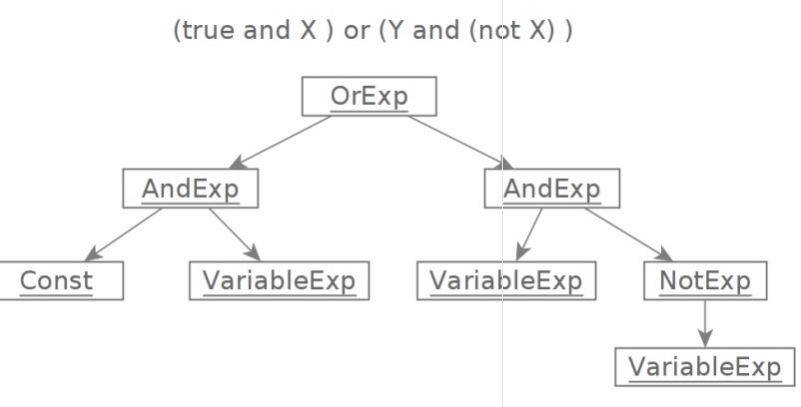 (true and X ) or (Y and (not X) )
OrExp
AndExp AndExp
Const VariableExp VariableExp NotExp
VariableExp